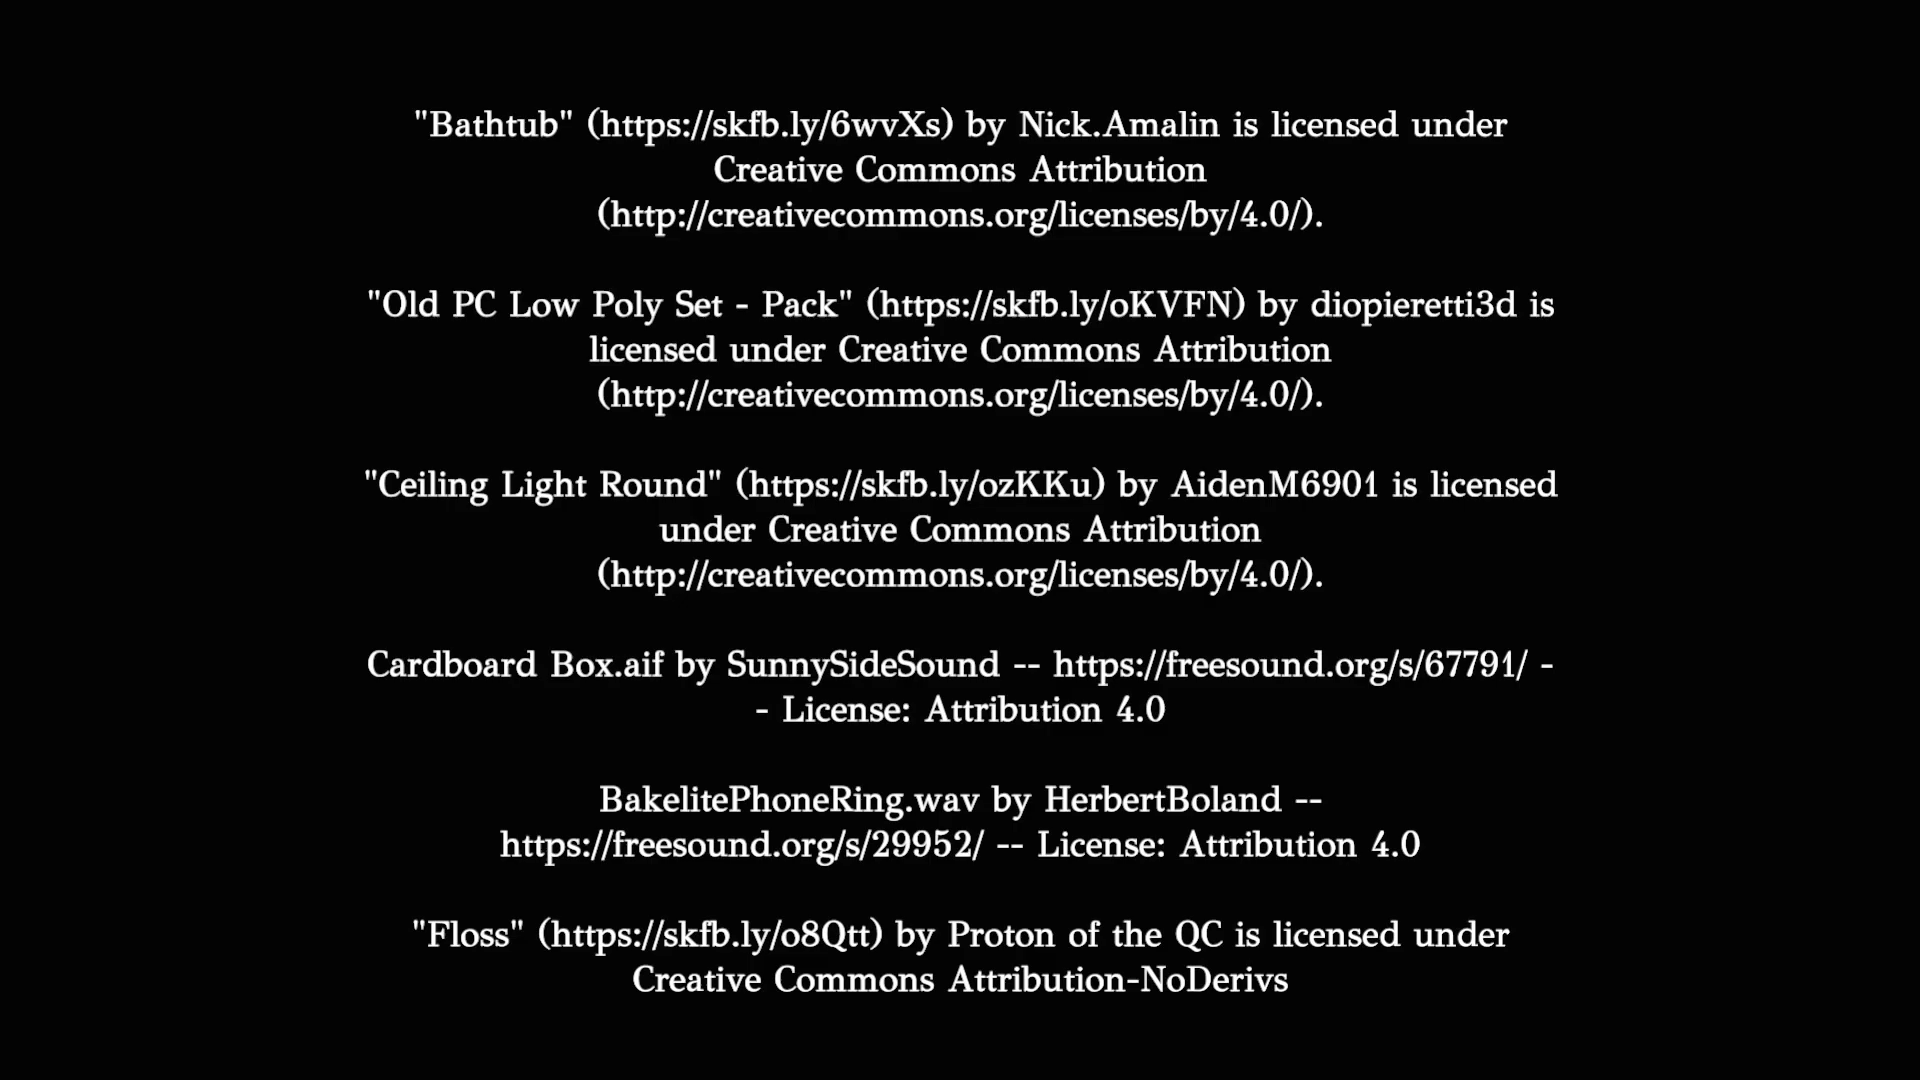 "Bathtub" (https://skfb.ly/6wvXs) by Nick.Amalin is licensed under
Creative Commons Attribution
(http://creativecommons.org/licenses/by/4.0/).
"Old PC Low Poly Set - Pack" (https://skfb.ly/oKVFN) by diopieretti3d is
licensed under Creative Commons Attribution
(http://creativecommons.org/licenses/by/4.0/).
"Ceiling Light Round" (https://skfb.ly/ozKKu) by AidenM6901 is licensed
under Creative Commons Attribution
(http://creativecommons.org/licenses/by/4.0/).
Cardboard Box.aif by SunnySideSound -- https://freesound.org/s/67791/ -
- License: Attribution 4.0
BakelitePhoneRing.wav by HerbertBoland --
https://freesound.org/s/29952/ -- License: Attribution 4.0
"Floss" (https://skfb.ly/o8Qtt) by Proton of the QC is licensed under
Creative Commons Attribution-NoDerivs